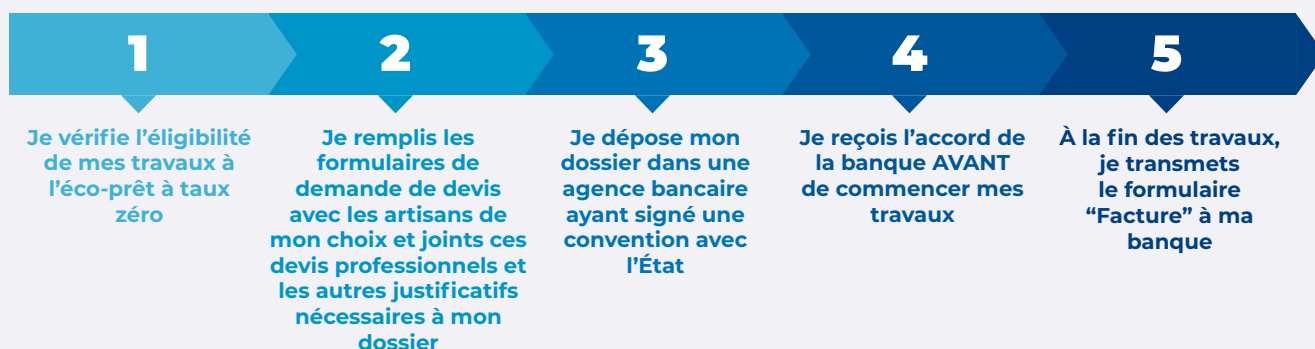 1
Je vérifie l’éligibilité
de mes travaux à
l’éco-prêt à taux
zéro
2
Je remplis les
formulaires de
demande de devis
avec les artisans de
mon choix et joints ces
devis professionnels et
les autres justificatifs
nécessaires à mon
dossier
3
Je dépose mon
dossier dans une
agence bancaire
ayant signé une
convention avec
l’État
4
Je reçois l’accord de
la banque AVANT
de commencer mes
travaux
5
À la fin des travaux,
je transmets
le formulaire
“Facture” à ma
banque